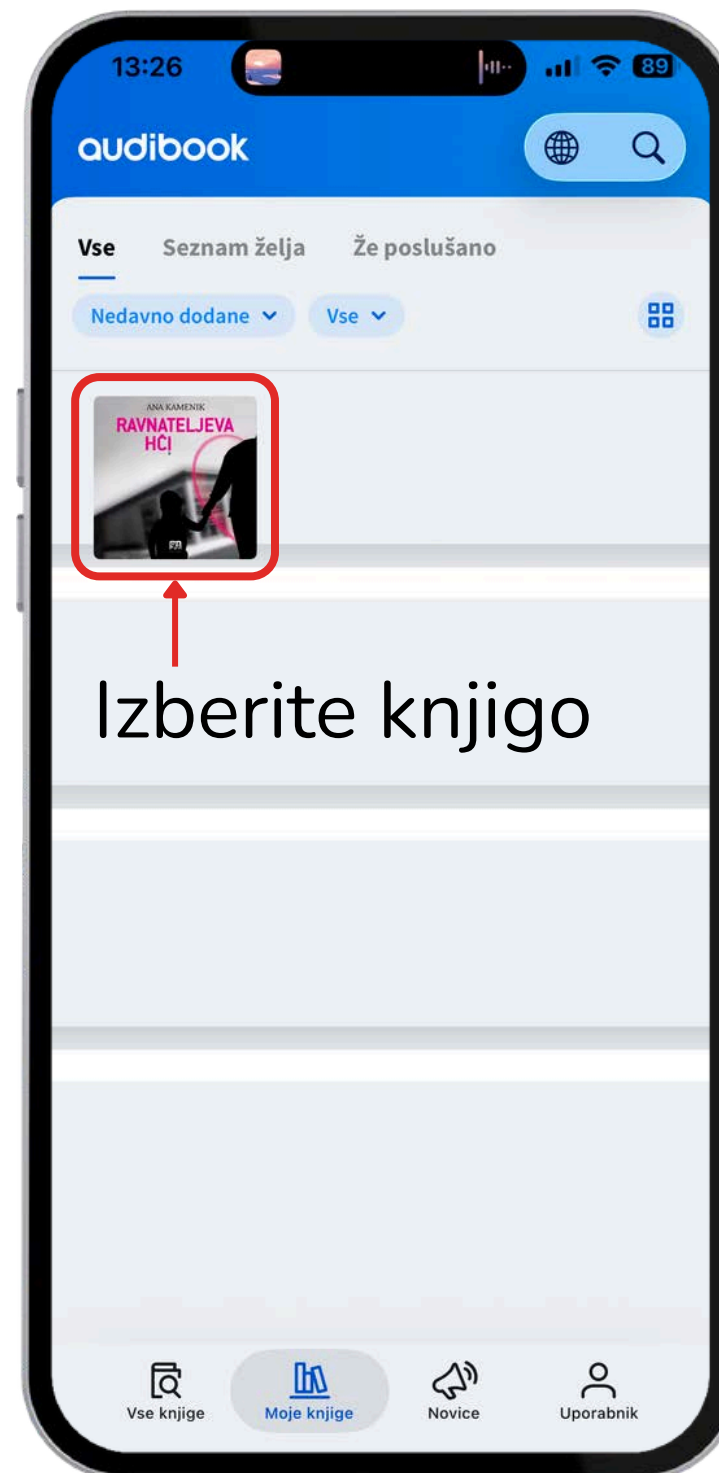 13:26
89
audibook
Vse Seznam želja Že poslušano
Nedavno dodane Vse
ANA KAMENIK
RAVNATELJEVA
HČI
Izberite knjigo
Vse knjige Moje knjige Novice Uporabnik